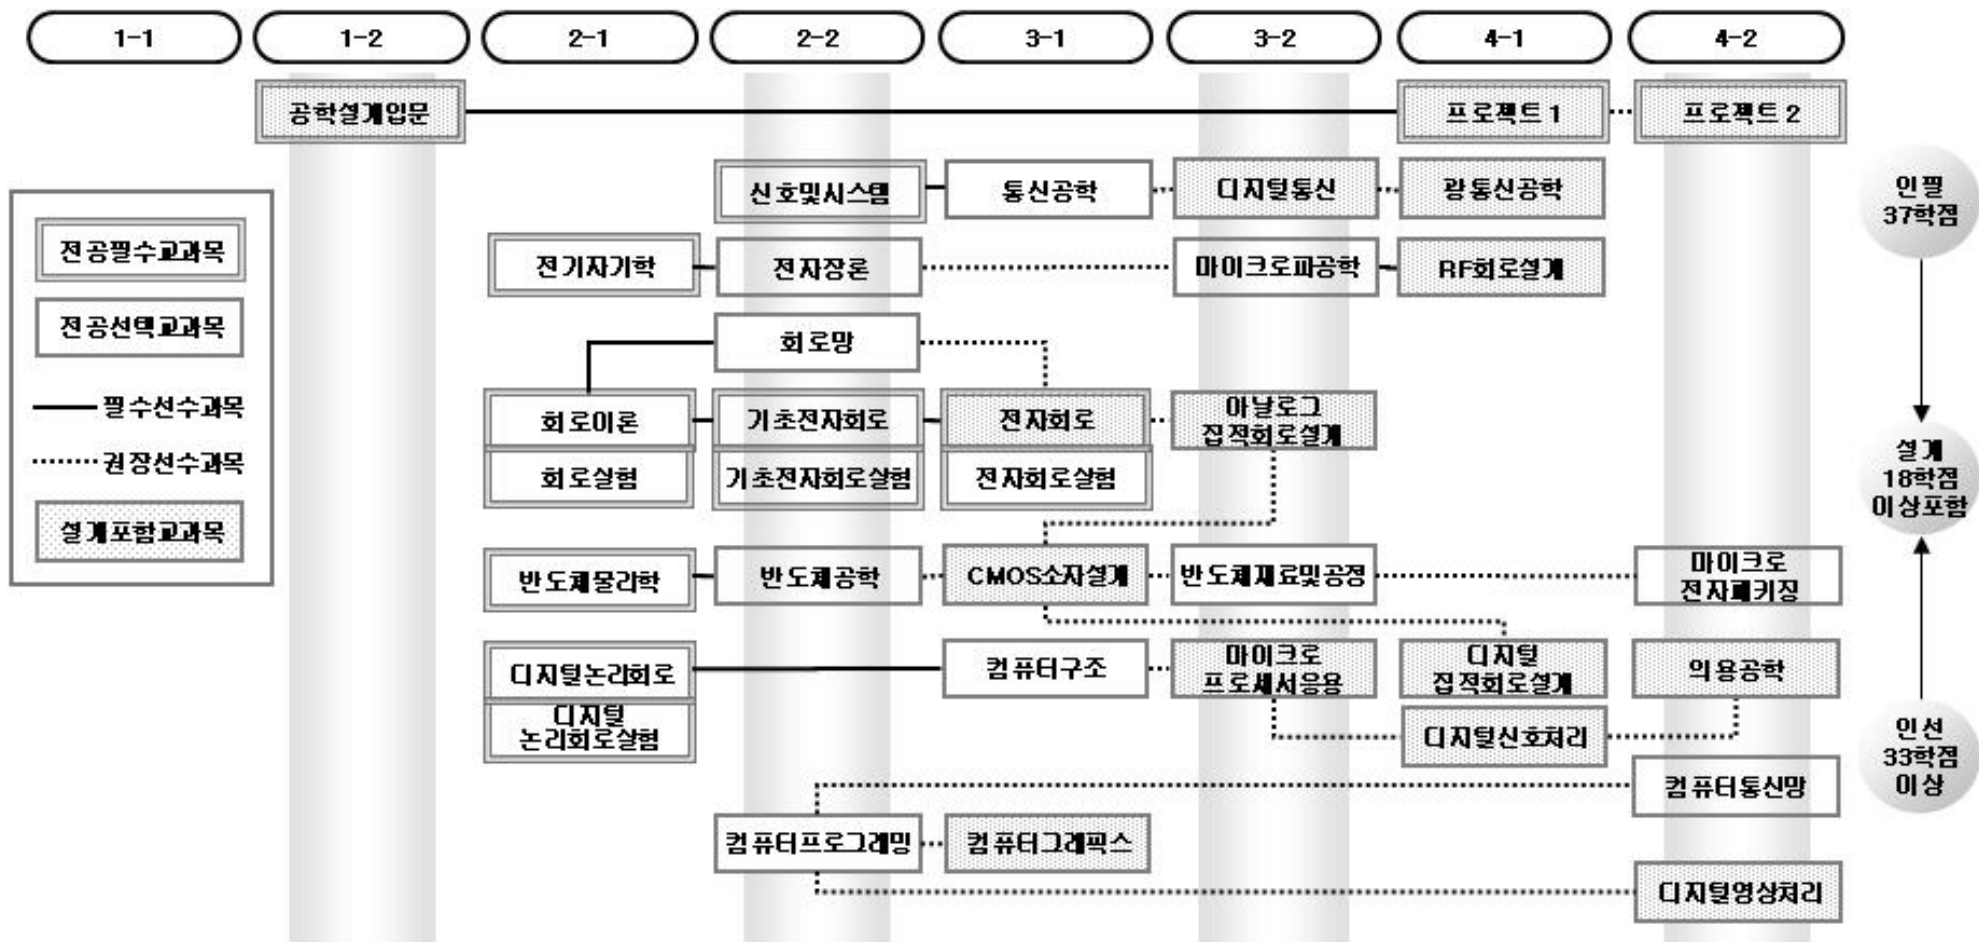 1-1
1-2
2-1
2-2
3-1
3-2
4-1
4-2
공학설계입문
프로젝트 1
프로젝트 2
신호및시스템
통신공학
디지털통신
광통신공학
인필
37학점
전공필수교과목
전기자기학
전자장론
마이크로파공학
RF회로설계
전공선택교과목
회로망
필수선수과목
회로이론
기초전자회로
전자회로
아날로그
집적회로설계
권장선수과목
회로실험
기초전자회로실험
전자회로실험
설계
18학점
이상포함
설계포함교과목
반도체물리학
반도체공학
CMOS소자설계
반도체재료및공정
마이크로
전자패키징
디지털논리회로
컴퓨터구조
마이크로
프로세서응용
디지털
집적회로설계
의용공학
디지털
논리회로실험
디지털신호처리
인선
33학점
이상
컴퓨터통신망
컴퓨터프로그래밍
컴퓨터그래픽스
디지털영상처리